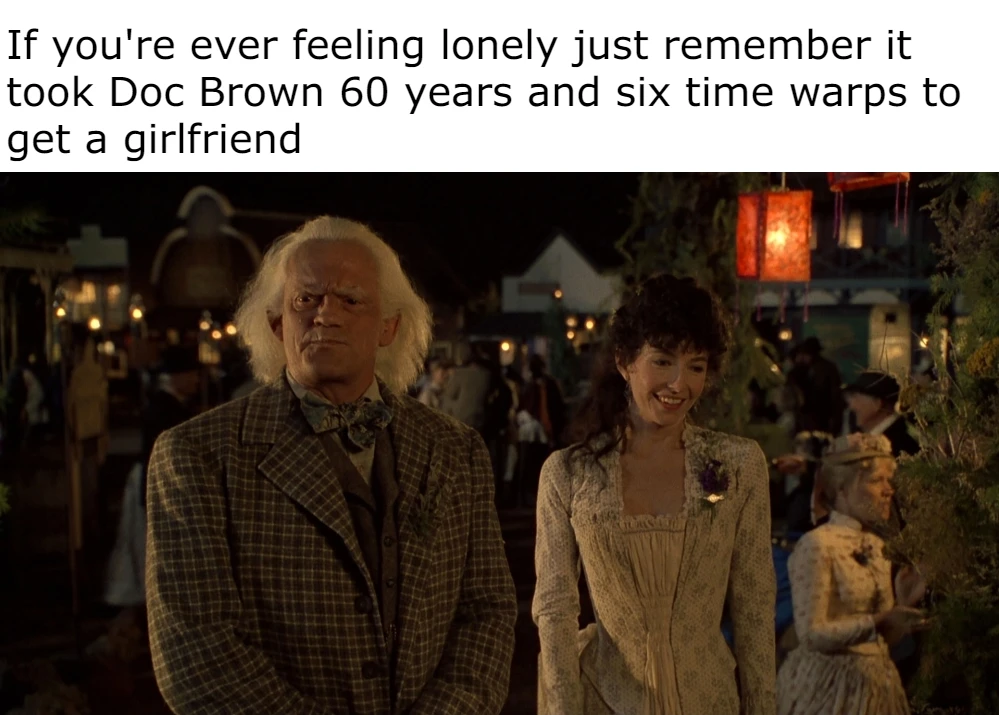 If you're ever feeling lonely just remember it
took Doc Brown 60 years and six time warps to
get a girlfriend